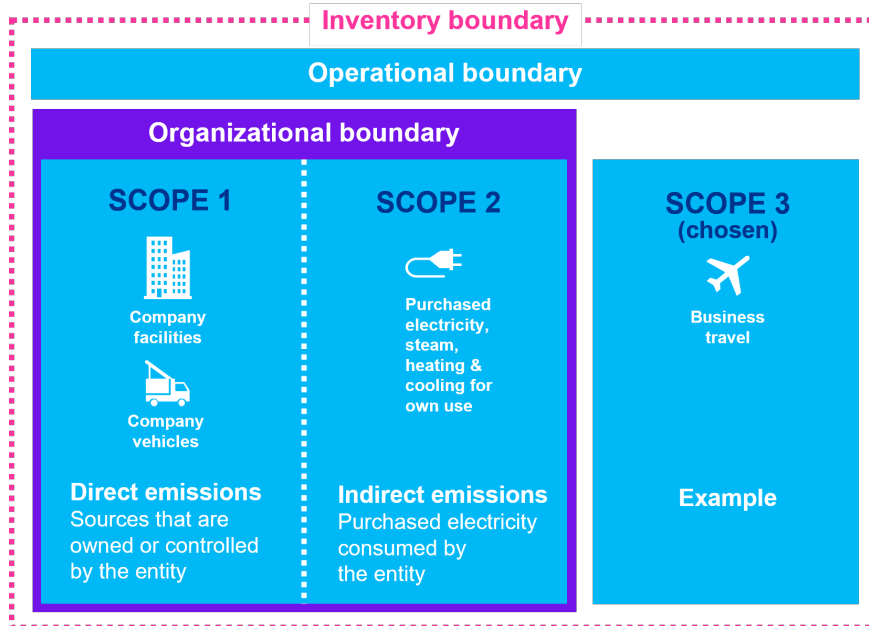 Inventory boundary
Operational boundary
Organizational boundary
SCOPE 1
Company
facilities
Company
vehicles
Direct emissions
Sources that are
owned or controlled
by the entity
SCOPE 2
Purchased
electricity,
steam,
heating &
cooling for
own use
Indirect emissions
Purchased electricity
consumed by
the entity
SCOPE 3
(chosen)
Business
travel
Example